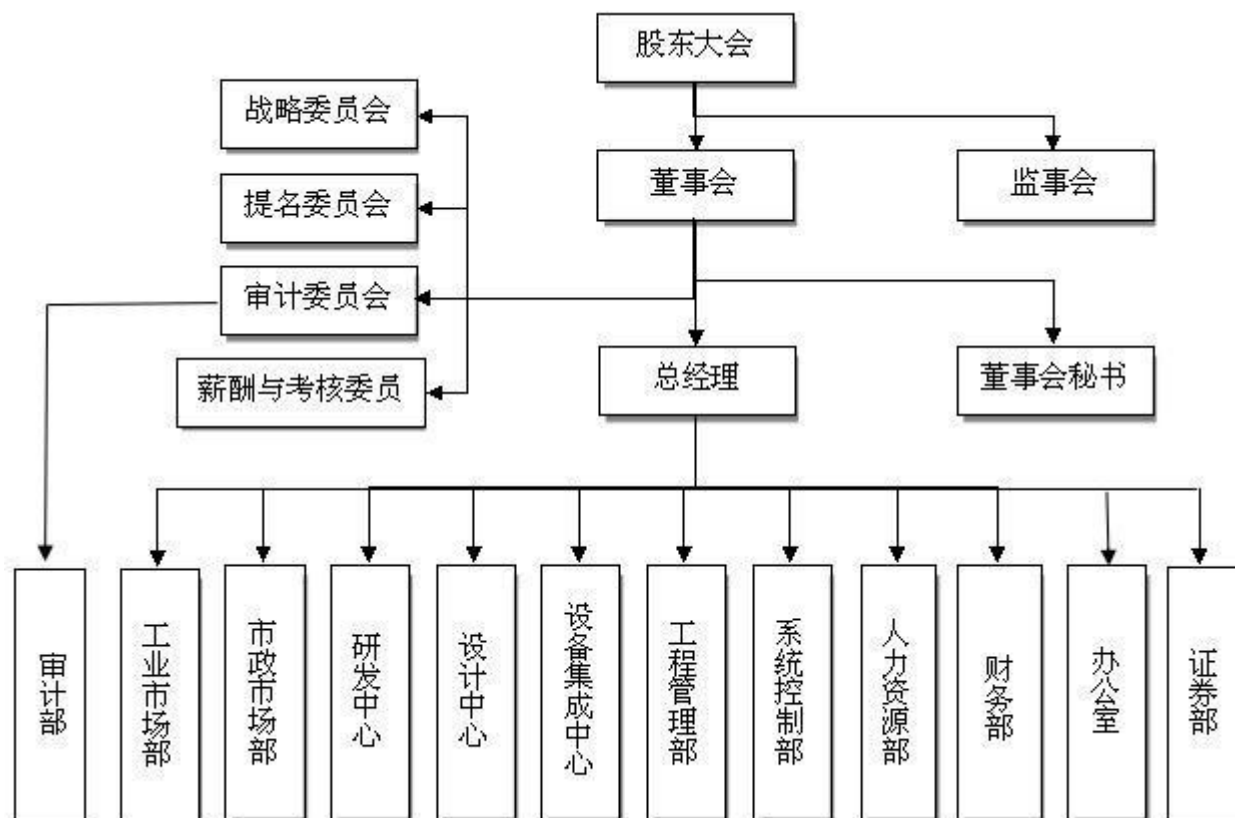 股东大会
战略委员会
董事会
监事会
提名委员会
审计委员会
总经理
董事会秘书
薪酬与考核委员
审计部
工业市场部
市政市场部
研发中心
设计中心
设备集成中心
工程管理部
系统控制部
人力资源部
财务部
办公室
证券部